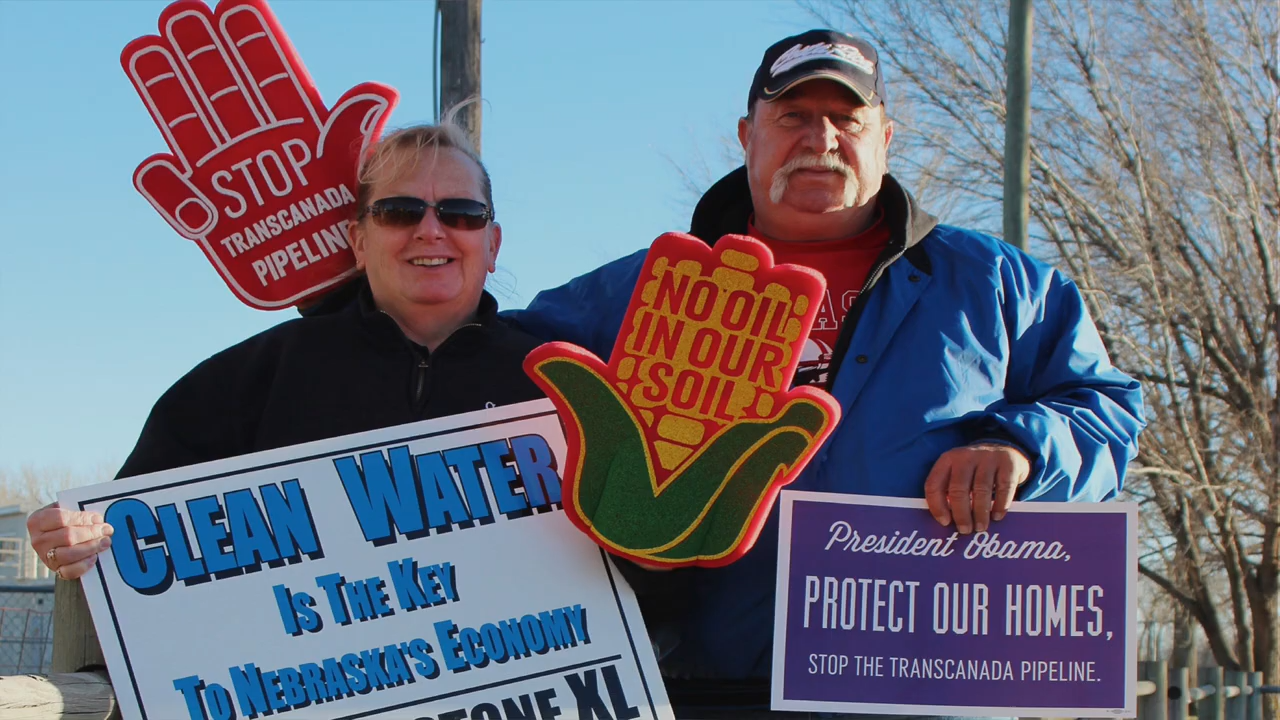 STOP
TRANSCANADA
PIPELINE
NO OIL
IN OUR
SOIL
CLEAN WATER
IS THE KEY
TO NEBRASKA'S ECONOMY
XL
President Obama,
PROTECT OUR HOMES,
STOP THE TRANSCANADA PIPELINE.